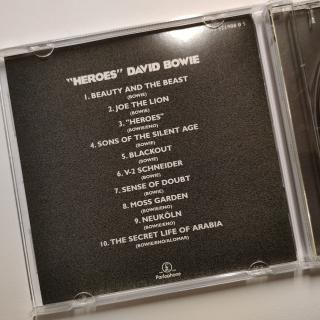 "HEROES" DAVID BOWIE
1. BEAUTY AND THE BEAST
(BOWIE)
2. JOE THE LION
(BOWIE)
3. "HEROES"
(BOWIE/ENO)
4. SONS OF THE SILENT AGE
(BOWIE)
5. BLACKOUT
(BOWIE)
6. V-2 SCHNEIDER
(BOWIE)
7. SENSE OF DOUBT
(BOWIE)
8. MOSS GARDEN
(BOWIE/ENO)
9. NEUKÖLN
(BOWIE/ENO)
10. THE SECRET LIFE OF ARABIA
(BOWIE/ENO/ALOMAR)
Parlophone